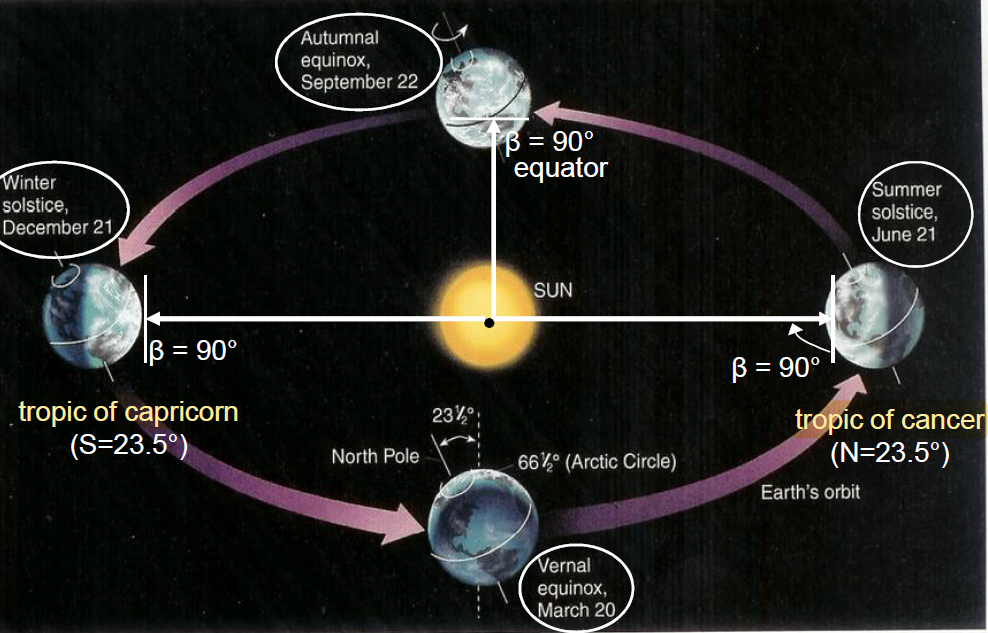 Autumnal
equinox,
September 22
β = 90°
equator
Winter
solstice,
December 21
Summer
solstice,
June 21
SUN
β = 90°
β = 90°
tropic of capricorn
(S=23.5°)
tropic of cancer
(N=23.5°)
23½°
North Pole
66½° (Arctic Circle)
Earth's orbit
Vernal
equinox,
March 20